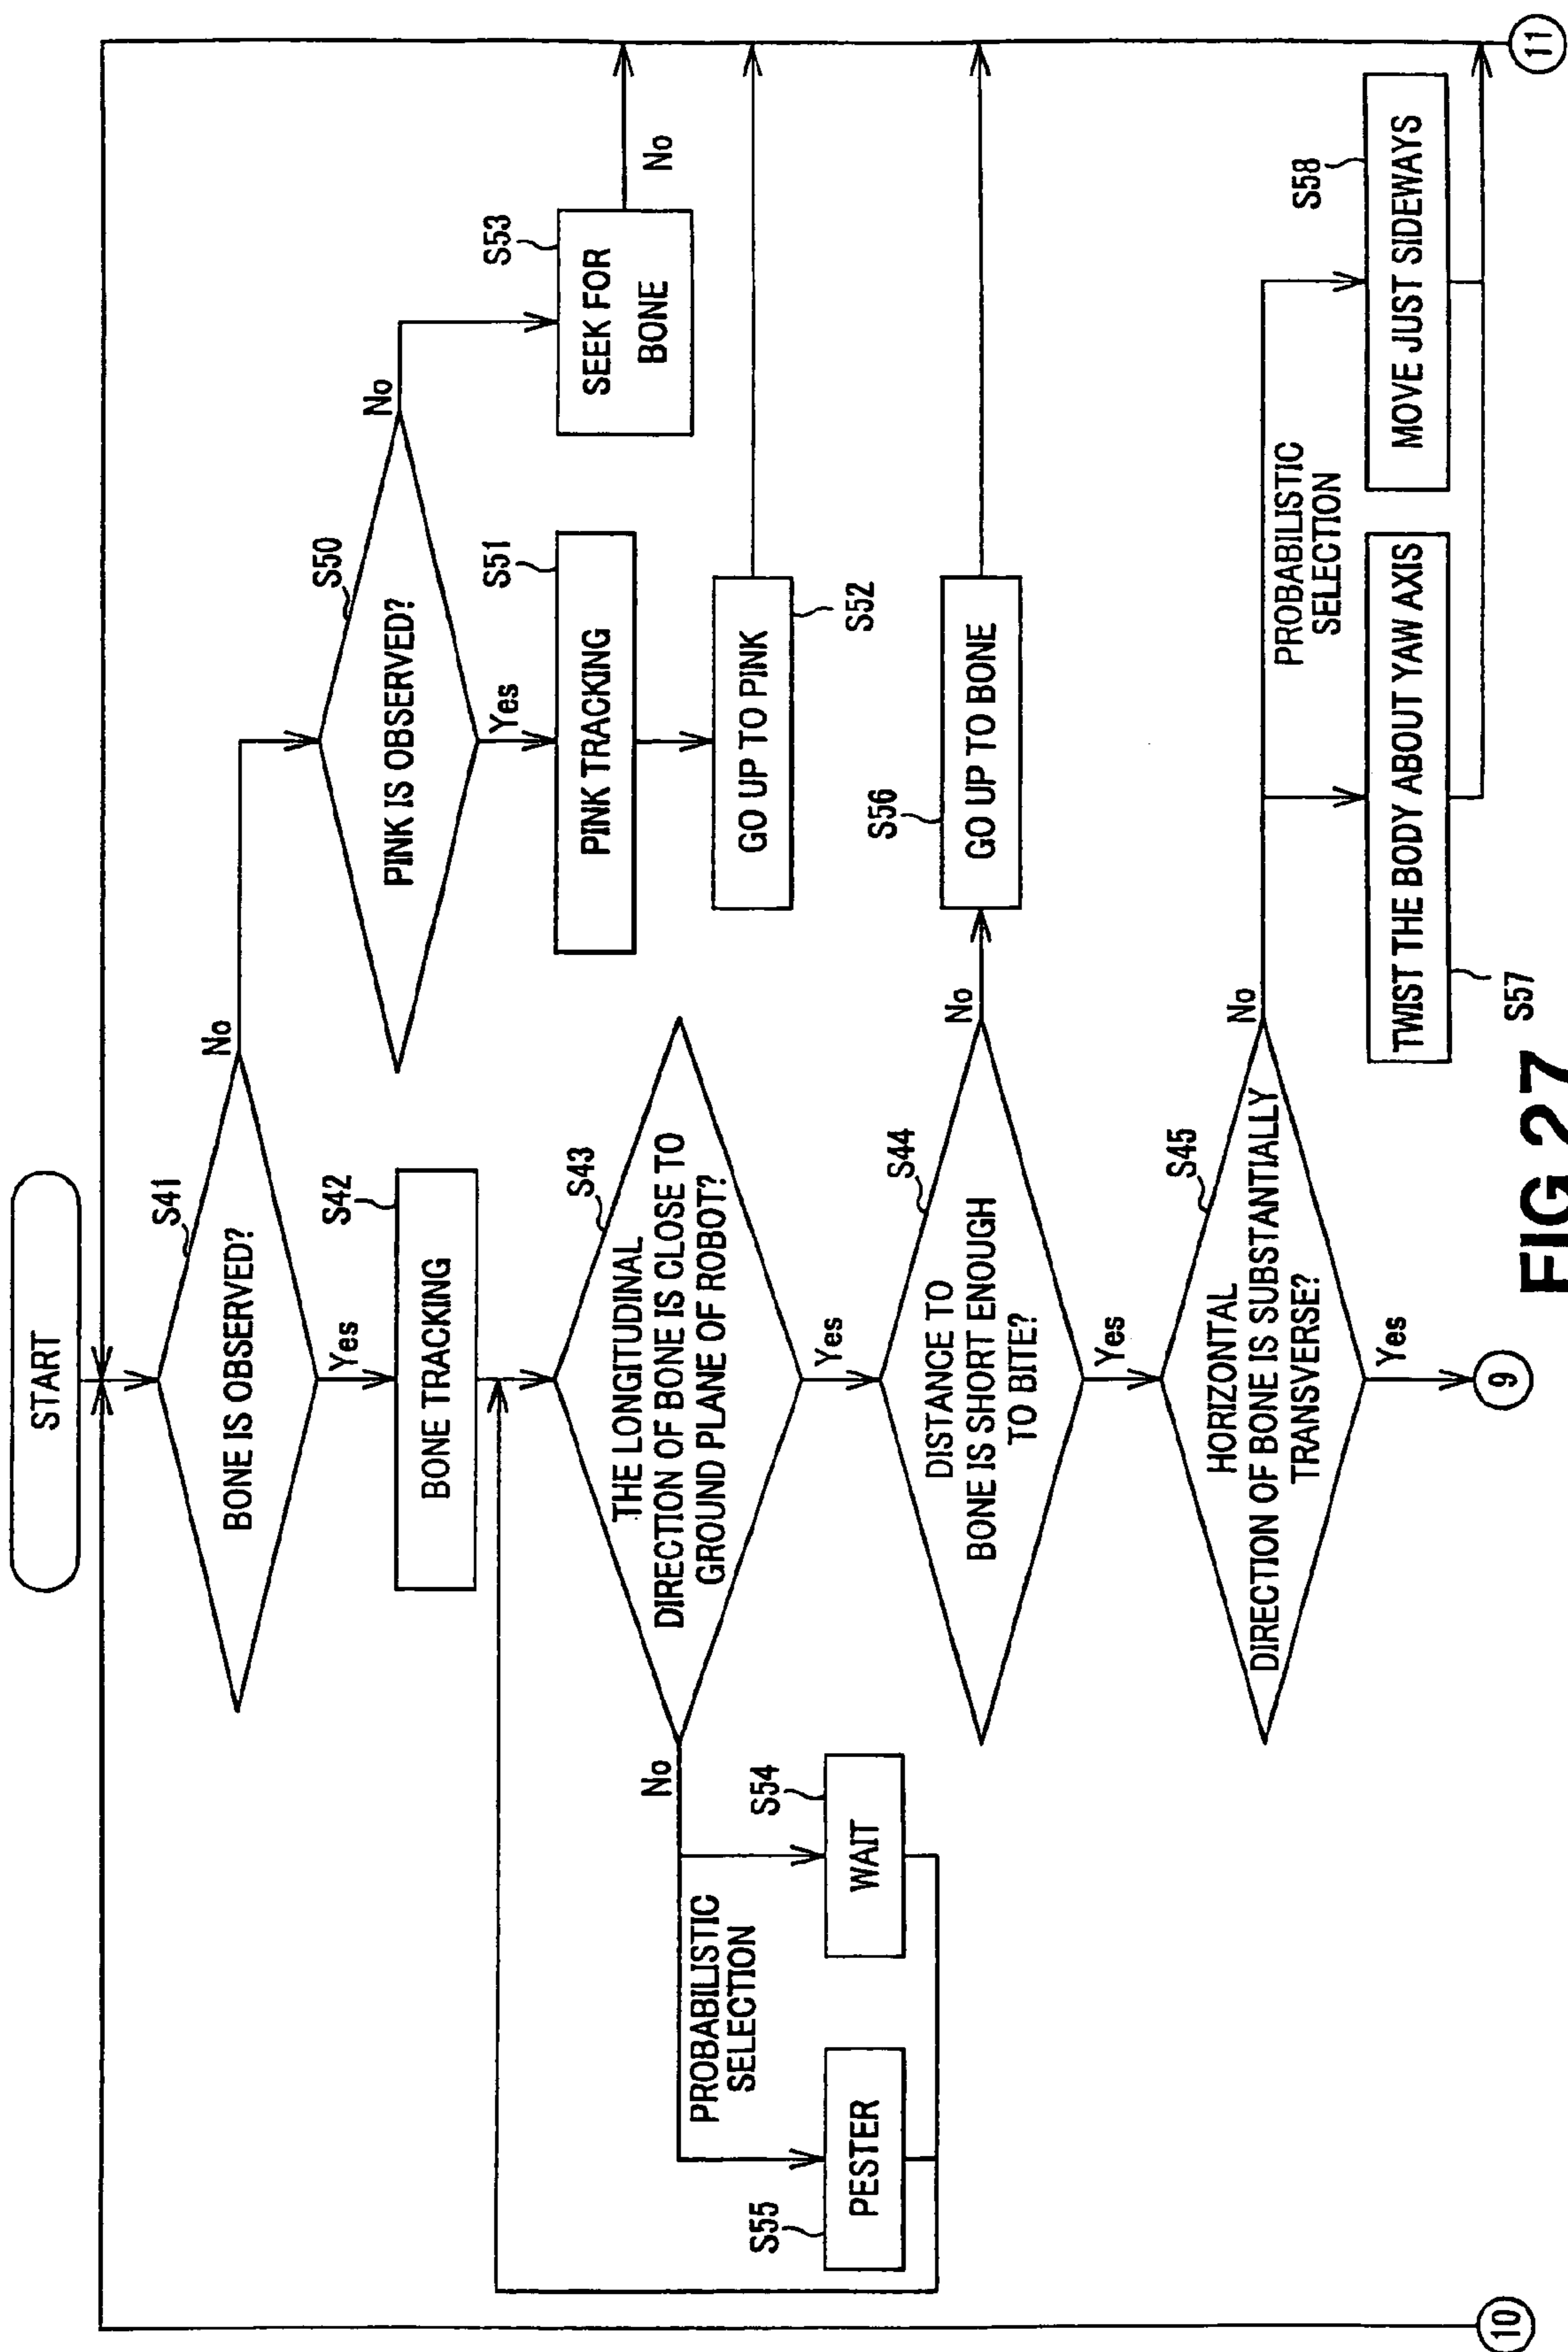 START
S41
BONE IS OBSERVED?
No
Yes
S42
BONE TRACKING
S50
PINK IS OBSERVED?
No
Yes
S51
PINK TRACKING
S53
SEEK FOR
BONE
No
GO UP TO PINK
S52
S43
THE LONGITUDINAL
DIRECTION OF BONE IS CLOSE TO
GROUND PLANE OF ROBOT?
No
Yes
PROBABILISTIC
SELECTION
S55
PESTER
S54
WAIT
S44
DISTANCE TO
BONE IS SHORT ENOUGH
TO BITE?
No
Yes
S56
GO UP TO BONE
S45
HORIZONTAL
DIRECTION OF BONE IS SUBSTANTIALLY
TRANSVERSE?
No
Yes
PROBABILISTIC
SELECTION
TWIST THE BODY ABOUT YAW AXIS
S57
S58
MOVE JUST SIDEWAYS
10
9
11
FIG 27